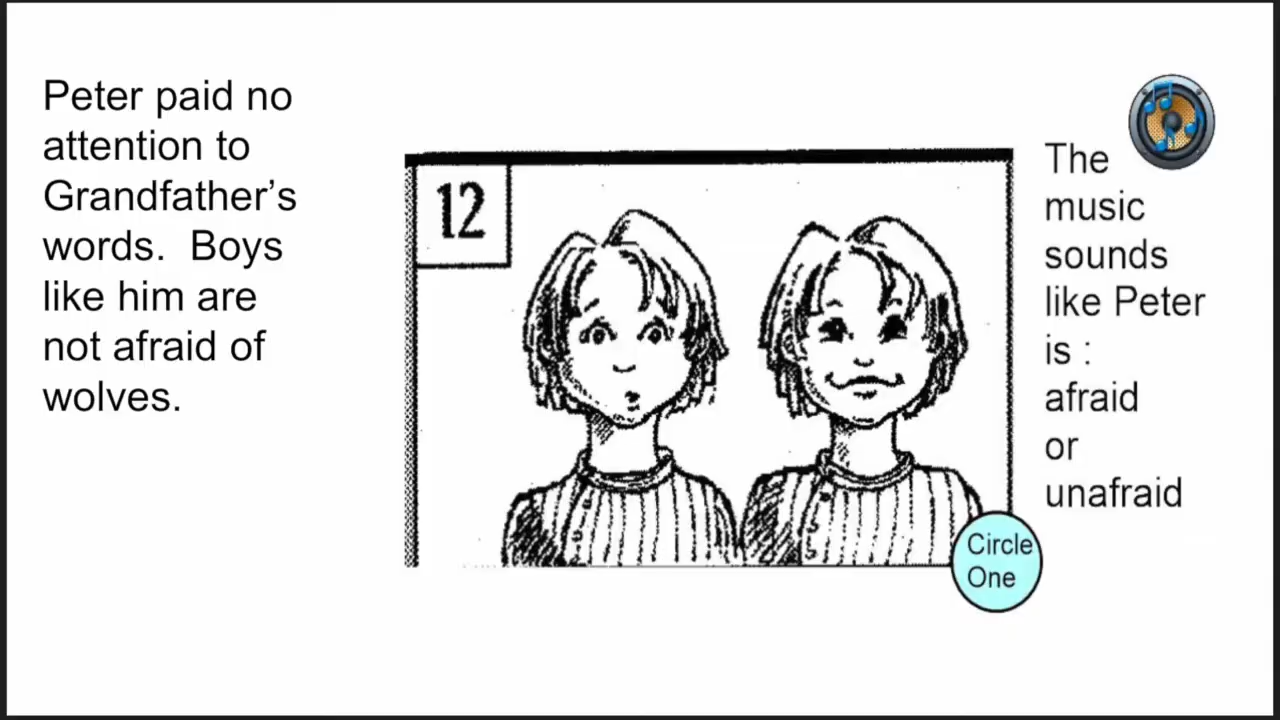 Peter paid no
attention to
Grandfather's
words.  Boys
like him are
not afraid of
wolves.
12
The
music
sounds
like Peter
is :
afraid
or
unafraid
Circle
One